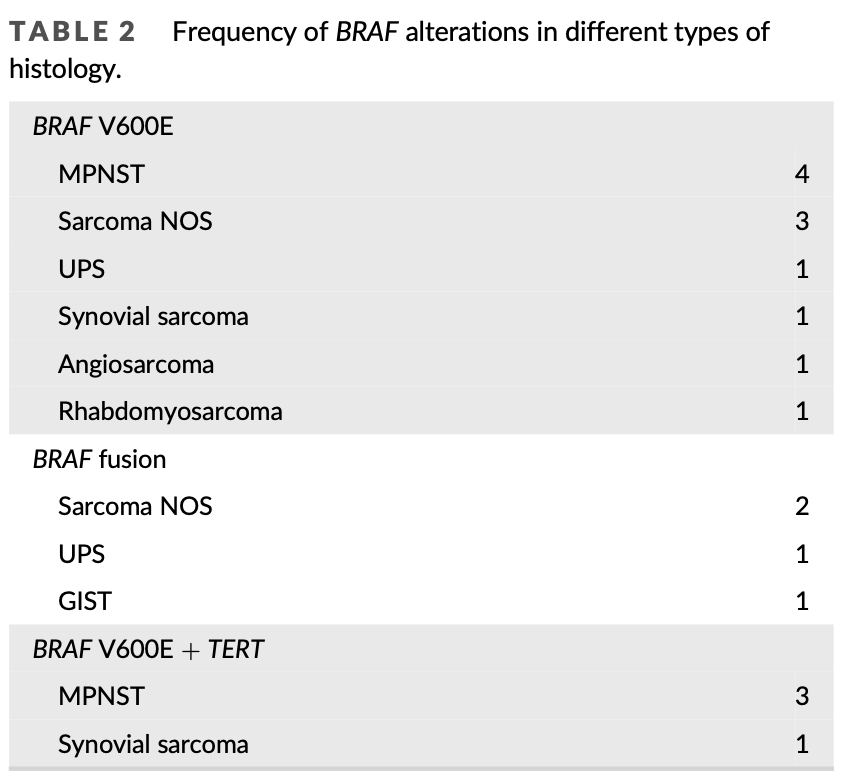 TABLE 2 Frequency of BRAF alterations in different types of
histology.
BRAF V600E
MPNST 4
Sarcoma NOS 3
UPS 1
Synovial sarcoma 1
Angiosarcoma 1
Rhabdomyosarcoma 1
BRAF fusion
Sarcoma NOS 2
UPS 1
GIST 1
BRAF V600E + TERT
MPNST 3
Synovial sarcoma 1